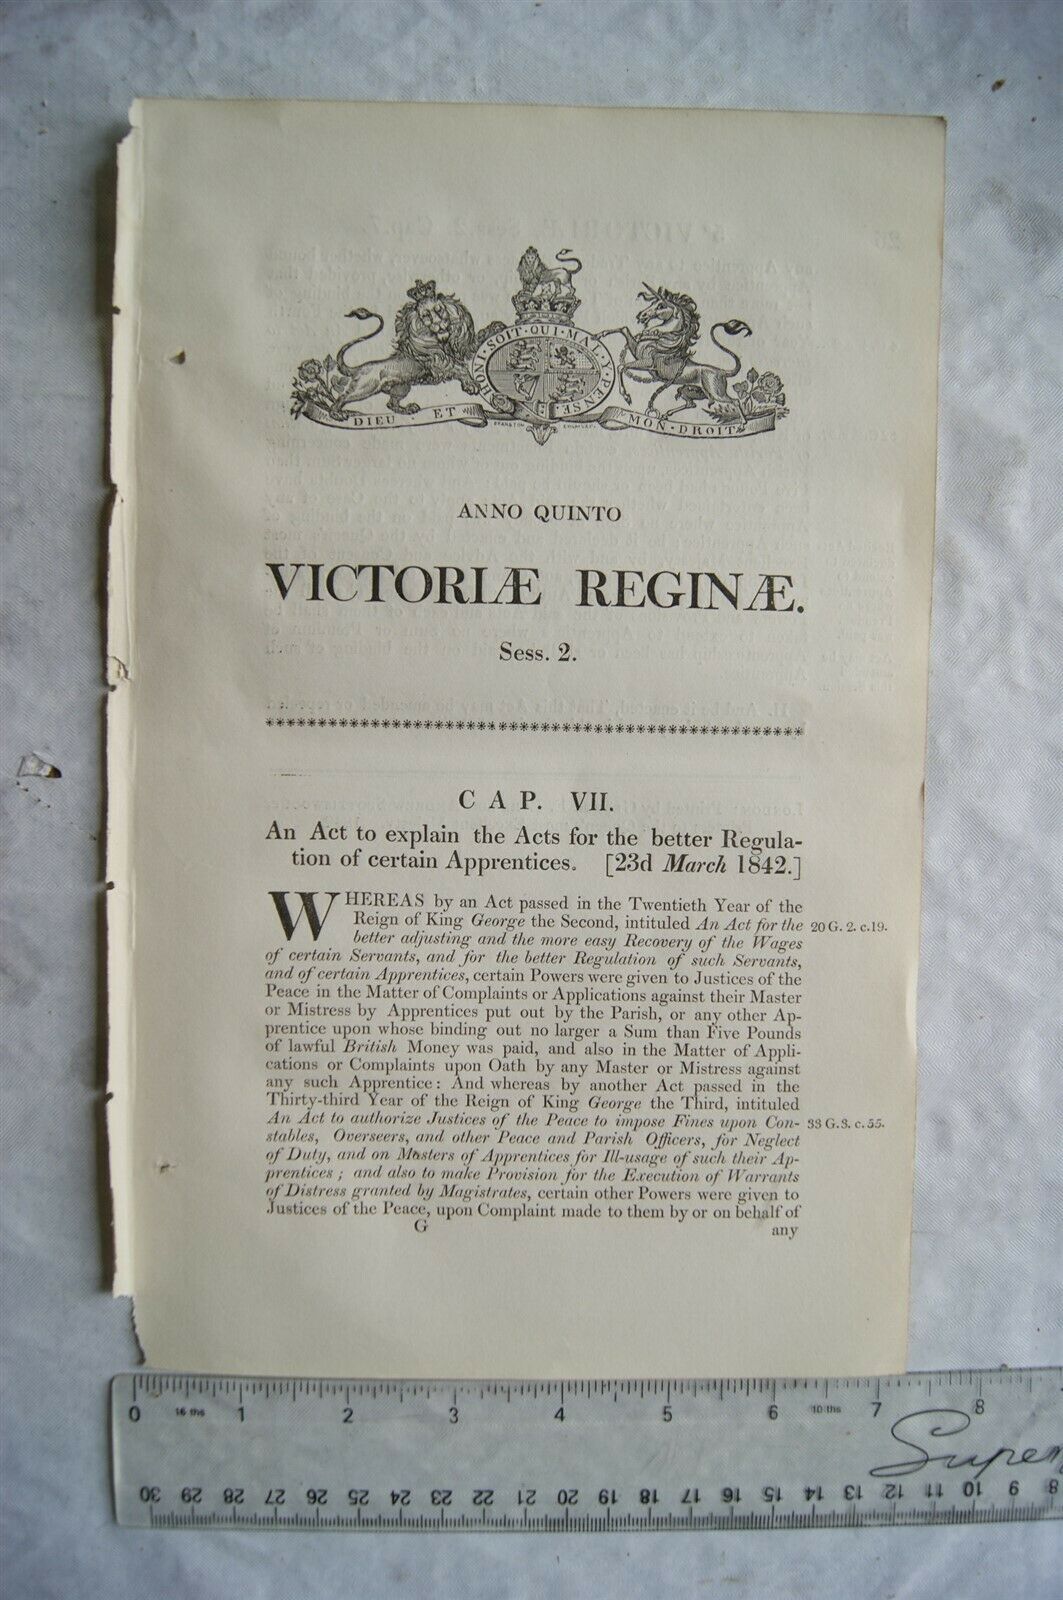 HONI · SOIT · QUI · MAL · Y · PENSE
DIEU · ET
MON · DROIT
ANNO QUINTO
VICTORIÆ REGINÆ.
Sess. 2.
************************************************
CAP. VII.
An Act to explain the Acts for the better Regula-
tion of certain Apprentices. [23d March 1842.]
WHEREAS by an Act passed in the Twentieth Year of the
Reign of King George the Second, intituled An Act for the 20 G. 2. c.19.
better adjusting and the more easy Recovery of the Wages
of certain Servants, and for the better Regulation of such Servants,
and of certain Apprentices, certain Powers were given to Justices of the
Peace in the Matter of Complaints or Applications against their Master
or Mistress by Apprentices put out by the Parish, or any other Ap-
prentice upon whose binding out no larger a Sum than Five Pounds
of lawful British Money was paid, and also in the Matter of Appli-
cations or Complaints upon Oath by any Master or Mistress against
any such Apprentice: And whereas by another Act passed in the
Thirty-third Year of the Reign of King George the Third, intituled
An Act to authorize Justices of the Peace to impose Fines upon Con- 33 G.3. c.55.
stables, Overseers, and other Peace and Parish Officers, for Neglect
of Duty, and on Masters of Apprentices for Ill-usage of such their Ap-
prentices; and also to make Provision for the Execution of Warrants
of Distress granted by Magistrates, certain other Powers were given to
Justices of the Peace, upon Complaint made to them by or on behalf of
G any
0 16 ths 1 2 3 4 5 6 10 ths 7 8
Super
30 29 28 27 26 25 24 23 22 21 20 19 18 17 16 15 14 13 12 11 10 9 8